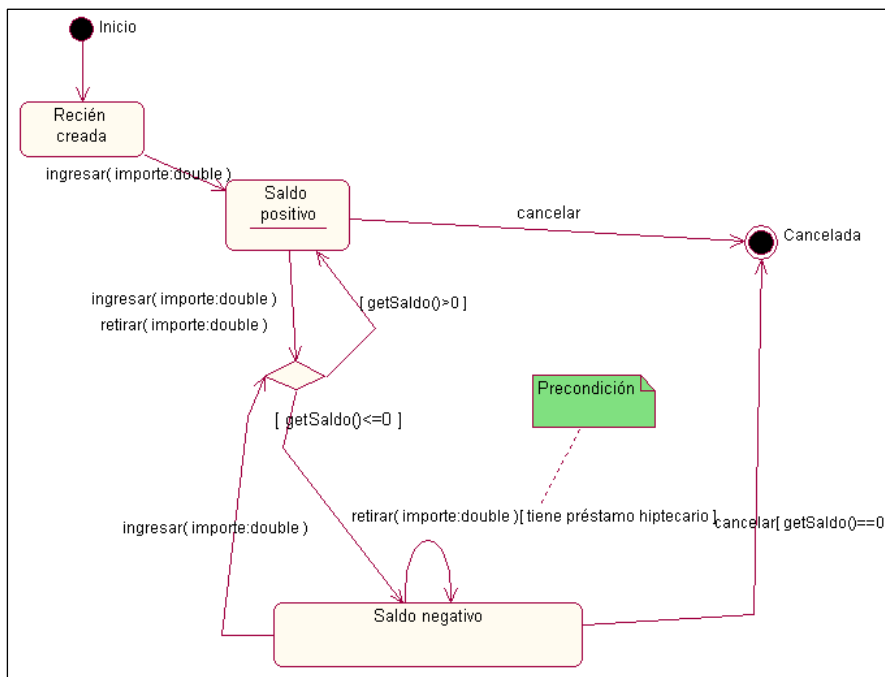 Inicio
Recién
creada
ingresar( importe:double )
Saldo
positivo
cancelar
Cancelada
ingresar( importe:double )
retirar( importe:double )
[ getSaldo()>0 ]
Precondición
[ getSaldo()<=0 ]
retirar( importe:double )[ tiene préstamo hiptecario ]
ingresar( importe:double )
cancelar[ getSaldo()==0
Saldo negativo